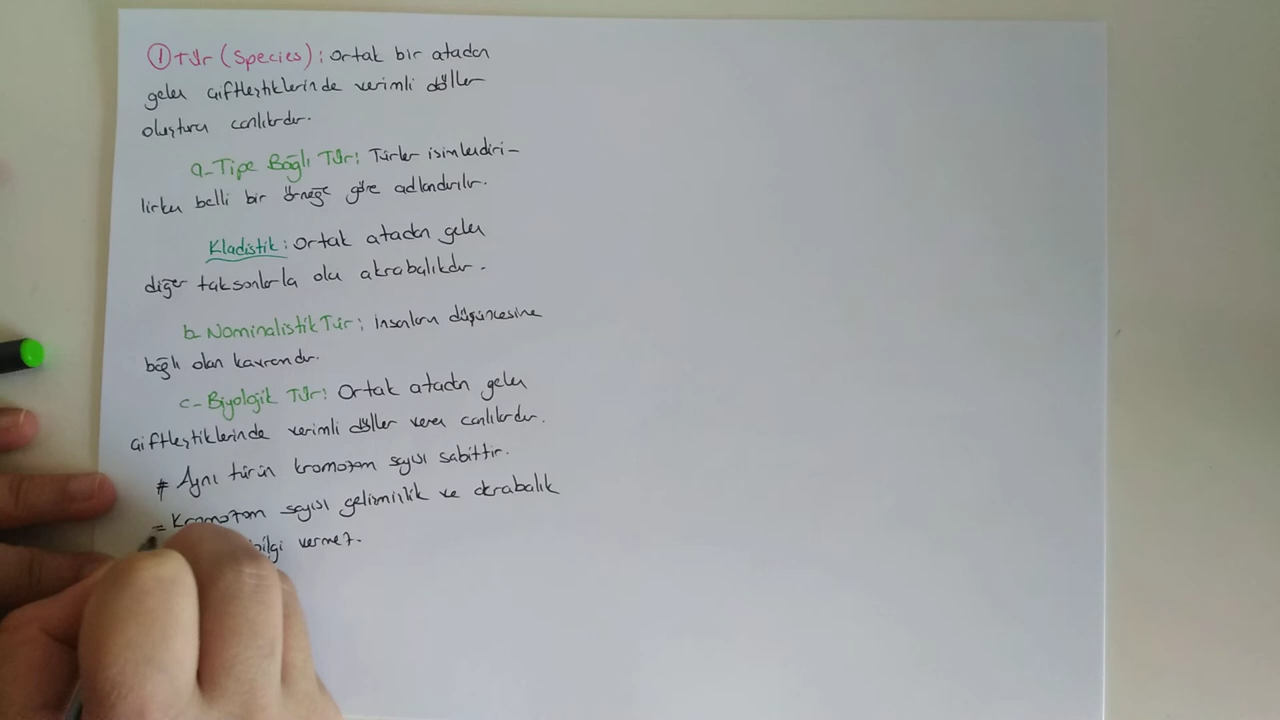 ① Tür (Species) : Ortak bir atadan
gelen çiftleştiklerinde verimli döller
oluşturan canlılardır.
a- Tipe Bağlı Tür: Türler isimlendiri-
lirken belli bir örneğe göre adlandırılır.
Kladistik: Ortak atadan gelen
diğer taksonlarla olan akrabalıkdır.
b- Nominalistik Tür: insanların düşüncesine
bağlı olan kavramdır.
c- Biyolojik Tür: Ortak atadan gelen
çiftleştiklerinde verimli döller veren canlılardır.
# Aynı türün kromozom sayısı sabittir.
= Kromozom sayısı gelişmişlik ve akrabalık
bilgi vermez.